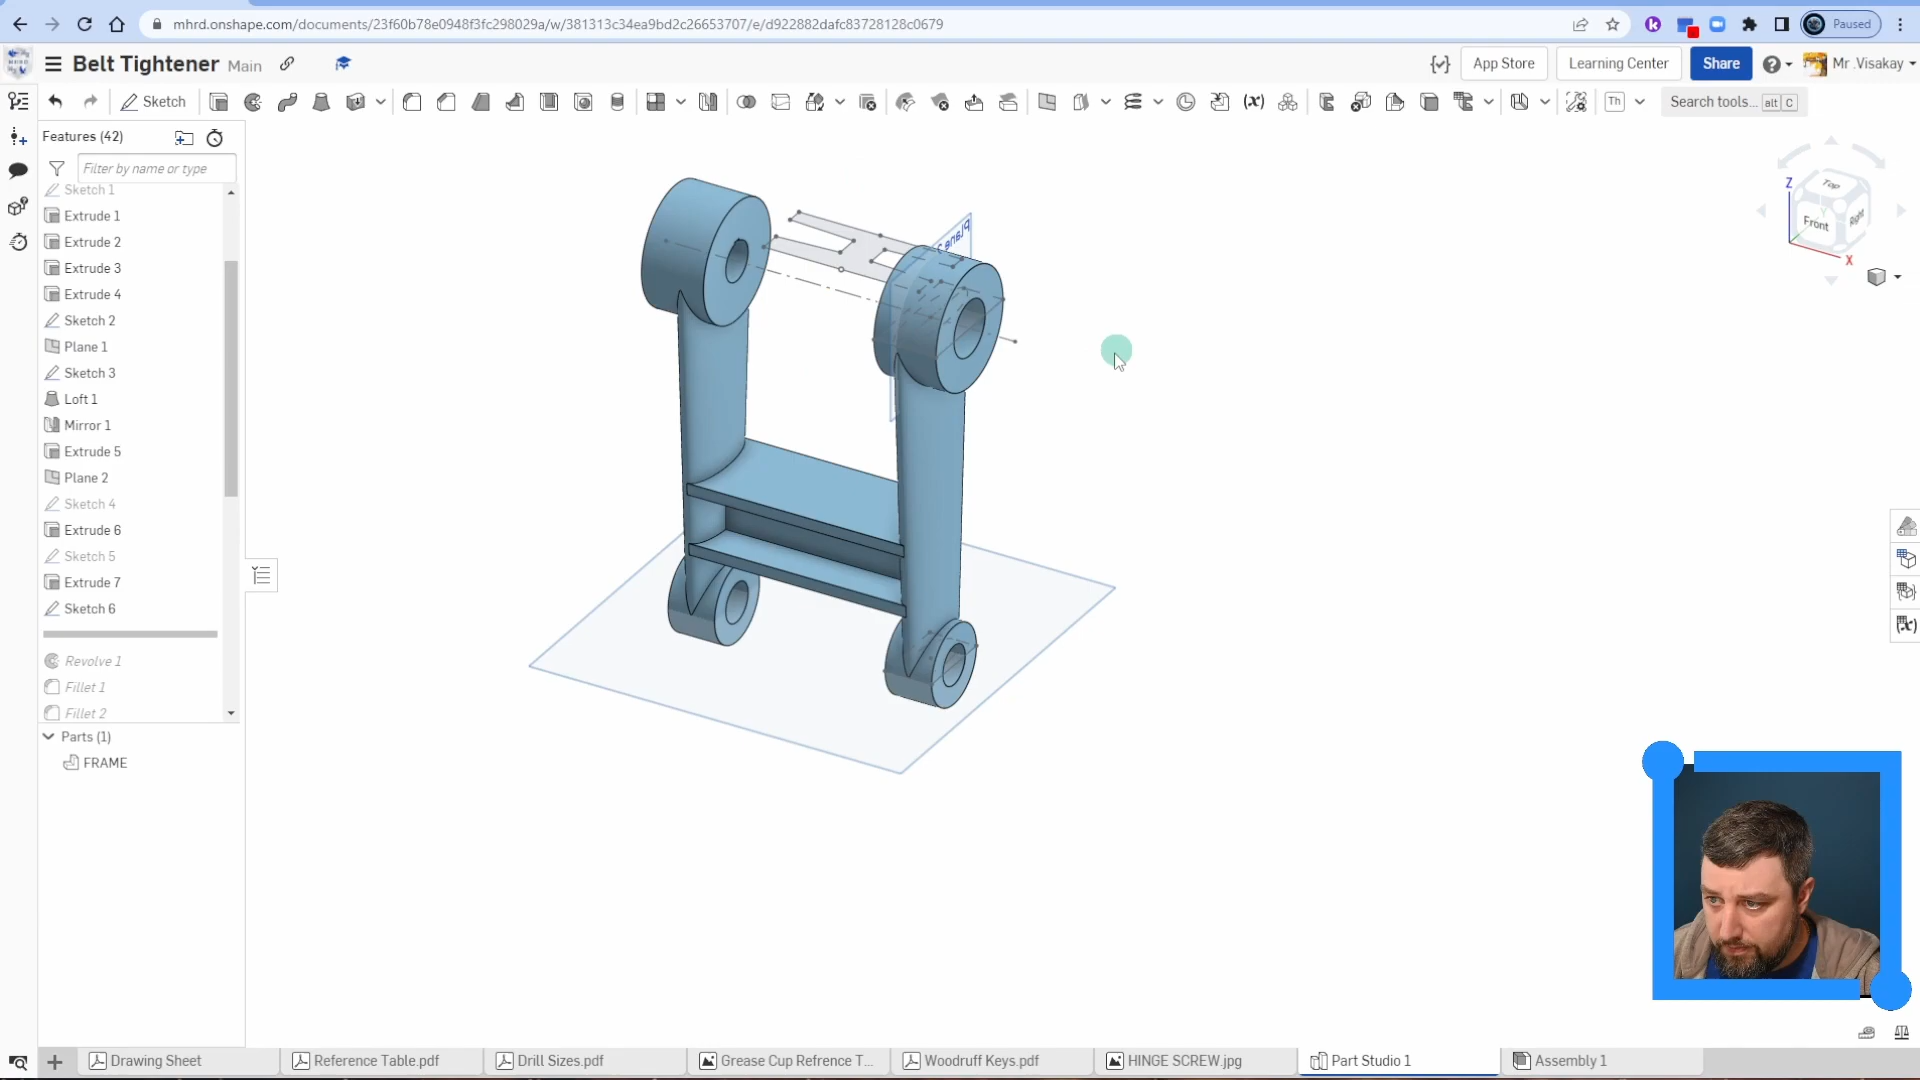 mhrd.onshape.com/documents/23f60b78e0948f3fc298029a/w/381313c34ea9bd2c26653707/e/d922882dafc83728128c0679
Paused
Belt Tightener Main
App Store
Learning Center
Share
Mr .Visakay
Sketch
(x)
Th
Search tools... alt C
Features (42)
Filter by name or type
Sketch 1
Extrude 1
Extrude 2
Extrude 3
Extrude 4
Sketch 2
Plane 1
Sketch 3
Loft 1
Mirror 1
Extrude 5
Plane 2
Sketch 4
Extrude 6
Sketch 5
Extrude 7
Sketch 6
Revolve 1
Fillet 1
Fillet 2
Parts (1)
FRAME
Plane 2
Z
Top
Y
Front
Right
X
(x)
Drawing Sheet
Reference Table.pdf
Drill Sizes.pdf
Grease Cup Refrence T...
Woodruff Keys.pdf
HINGE SCREW.jpg
Part Studio 1
Assembly 1